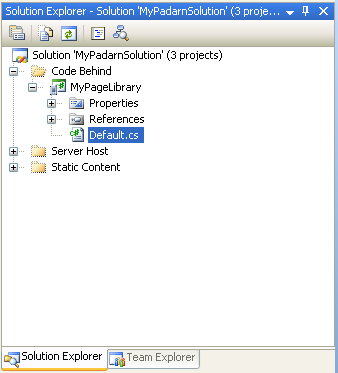 Solution Explorer - Solution 'MyPadarnSolution' (3 proje...
Solution 'MyPadarnSolution' (3 projects)
Code Behind
MyPageLibrary
Properties
References
Default.cs
Server Host
Static Content
Solution Explorer
Team Explorer